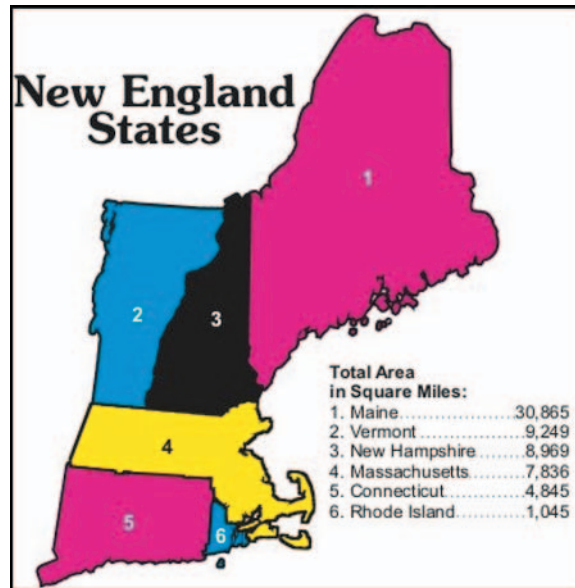 New England
States
1
2
3
4
5
6
Total Area
in Square Miles:
1. Maine....................30,865
2. Vermont..................9,249
3. New Hampshire..........8,969
4. Massachusetts...........7,836
5. Connecticut..............4,845
6. Rhode Island.............1,045